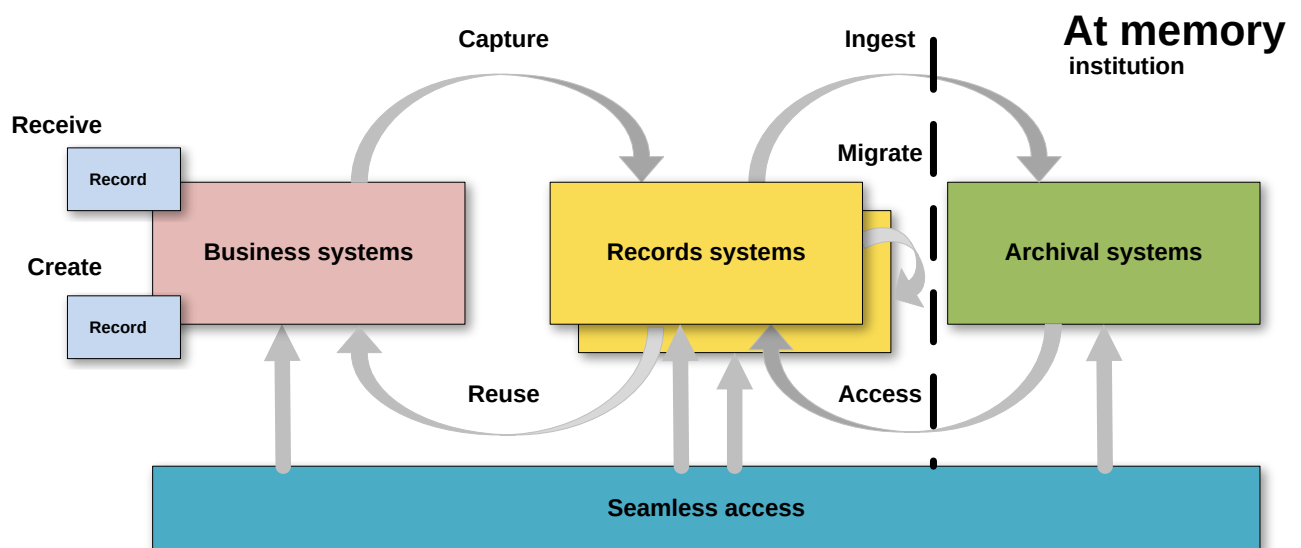 At memory
institution
Capture
Ingest
Receive
Migrate
Record
Business systems
Records systems
Archival systems
Create
Record
Reuse
Access
Seamless access